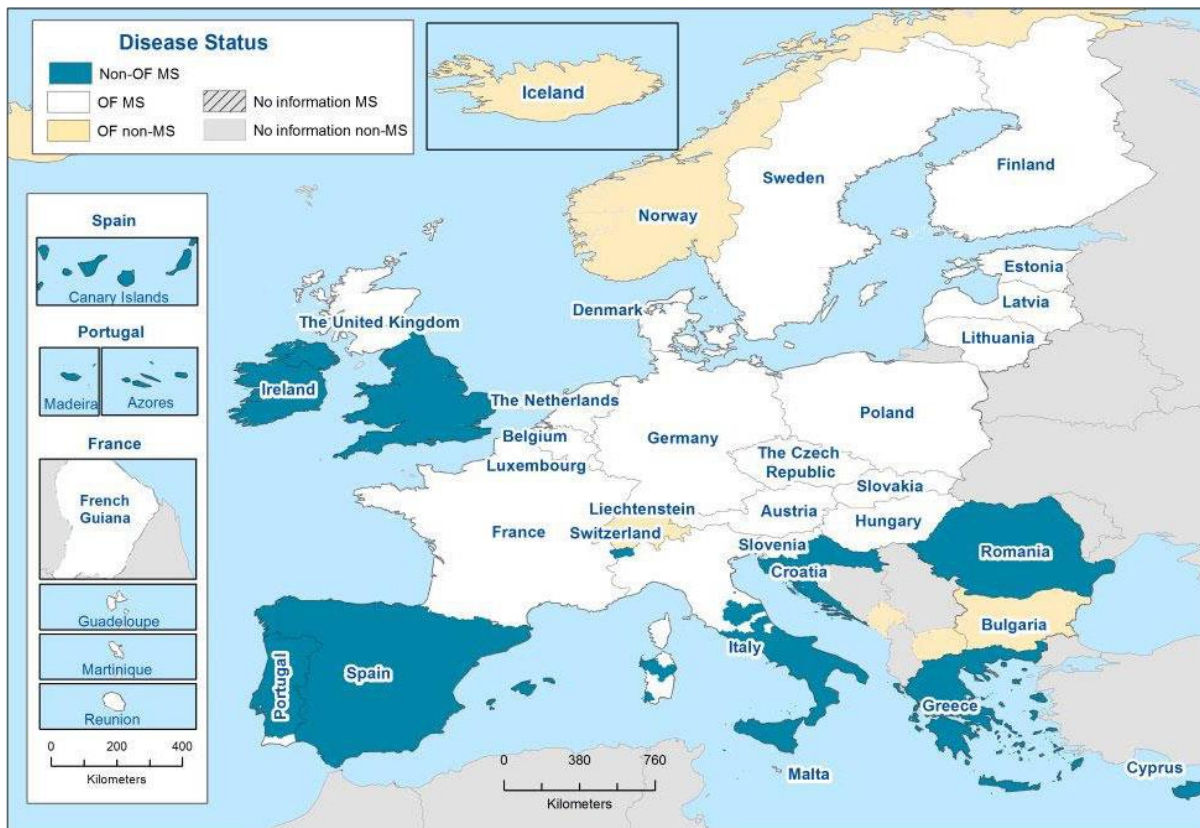 Disease Status
Non-OF MS
OF MS
No information MS
OF non-MS
No information non-MS
Iceland
Spain
Canary Islands
Portugal
Madeira
Azores
France
French
Guiana
Guadeloupe
Martinique
Reunion
0 200 400
Kilometers
Norway
Sweden
Finland
Estonia
Latvia
Lithuania
Denmark
The United Kingdom
Ireland
The Netherlands
Belgium
Luxembourg
Germany
Poland
The Czech
Republic
Slovakia
Liechtenstein
Austria
Hungary
France
Switzerland
Slovenia
Croatia
Romania
Bulgaria
Italy
Portugal
Spain
Greece
Malta
Cyprus
0 380 760
Kilometers